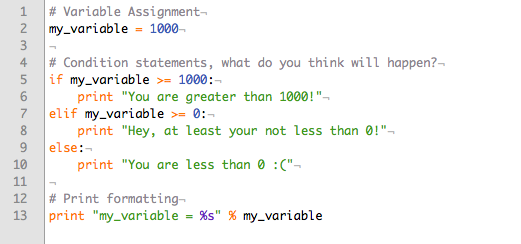 1 # Variable Assignment¬
2 my_variable = 1000¬
3 ¬
4 # Condition statements, what do you think will happen?¬
5 if my_variable >= 1000:¬
6     print "You are greater than 1000!"¬
7 elif my_variable >= 0:¬
8     print "Hey, at least your not less than 0!"¬
9 else:¬
10     print "You are less than 0 :("¬
11 ¬
12 # Print formatting¬
13 print "my_variable = %s" % my_variable